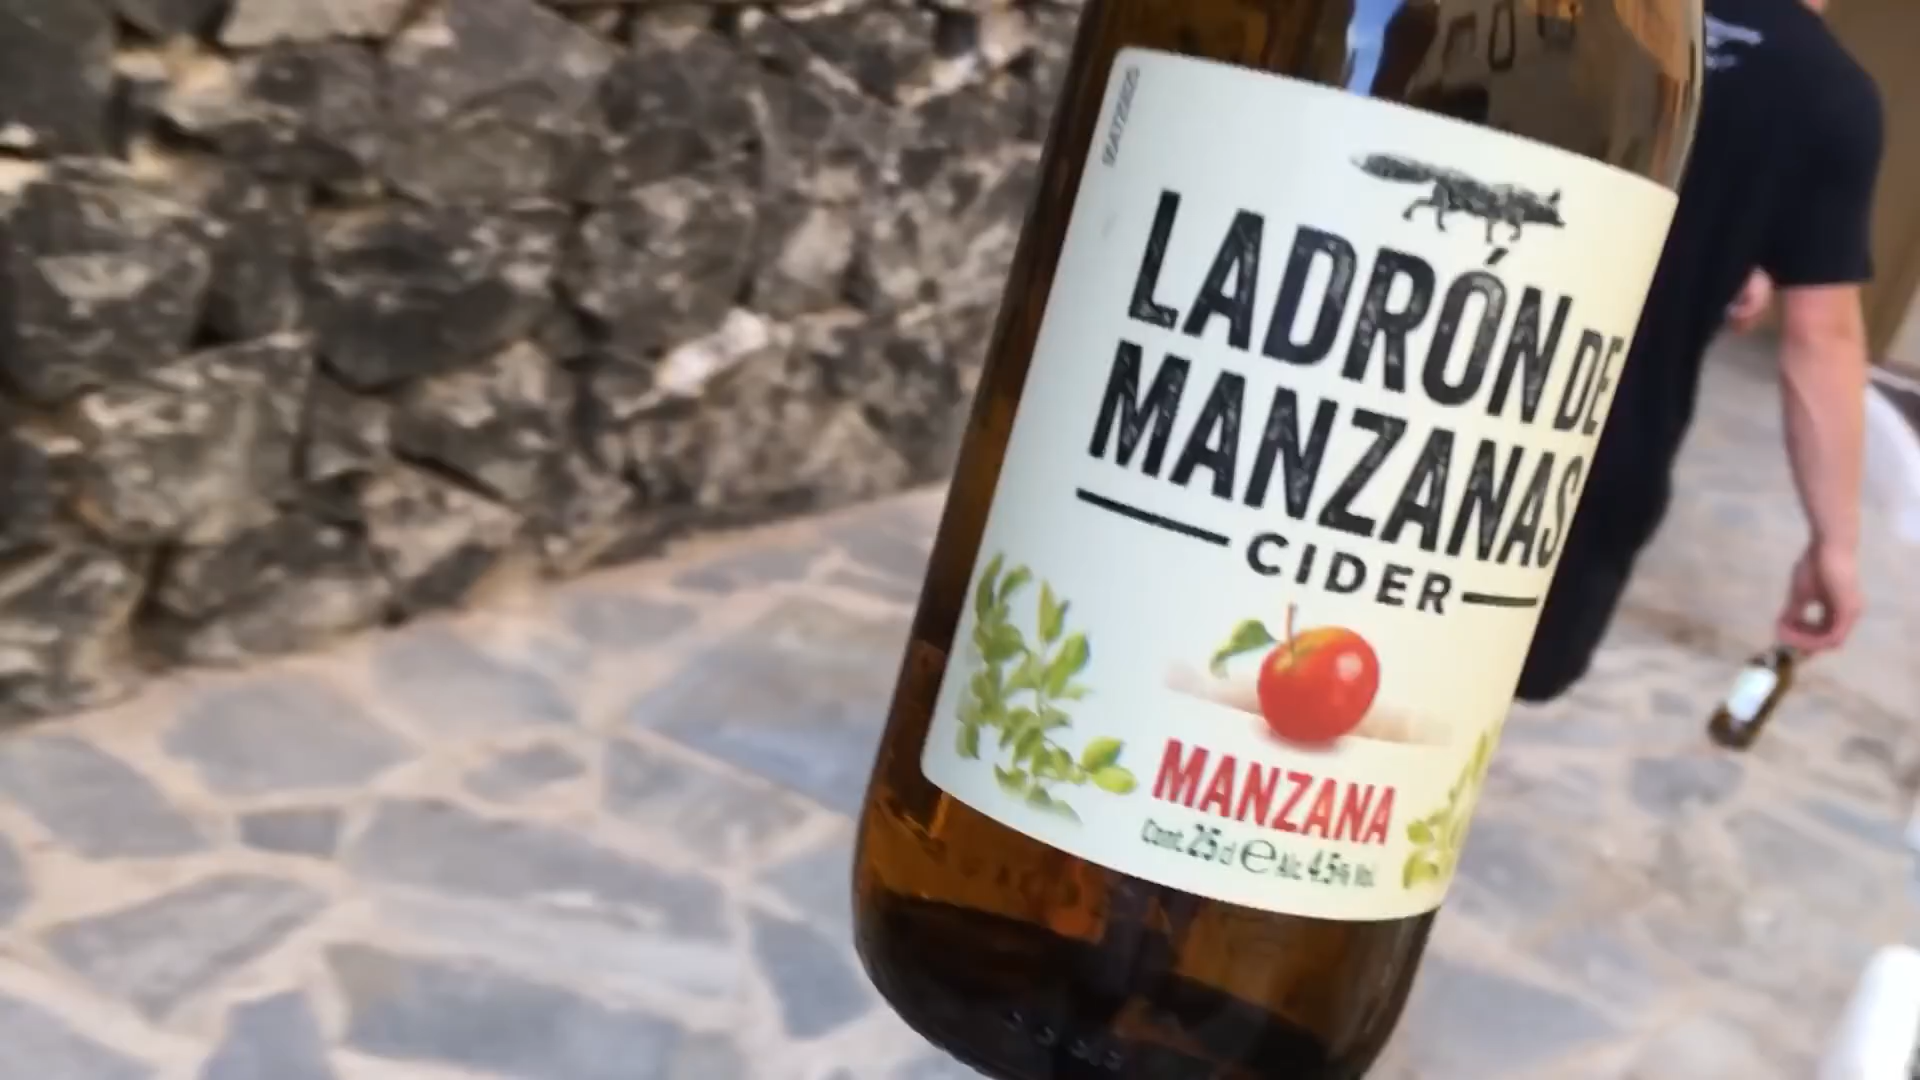 LADRÓN DE
MANZANAS
CIDER
MANZANA
Cont. 25 cl ℮ Alc. 4.5% Vol.